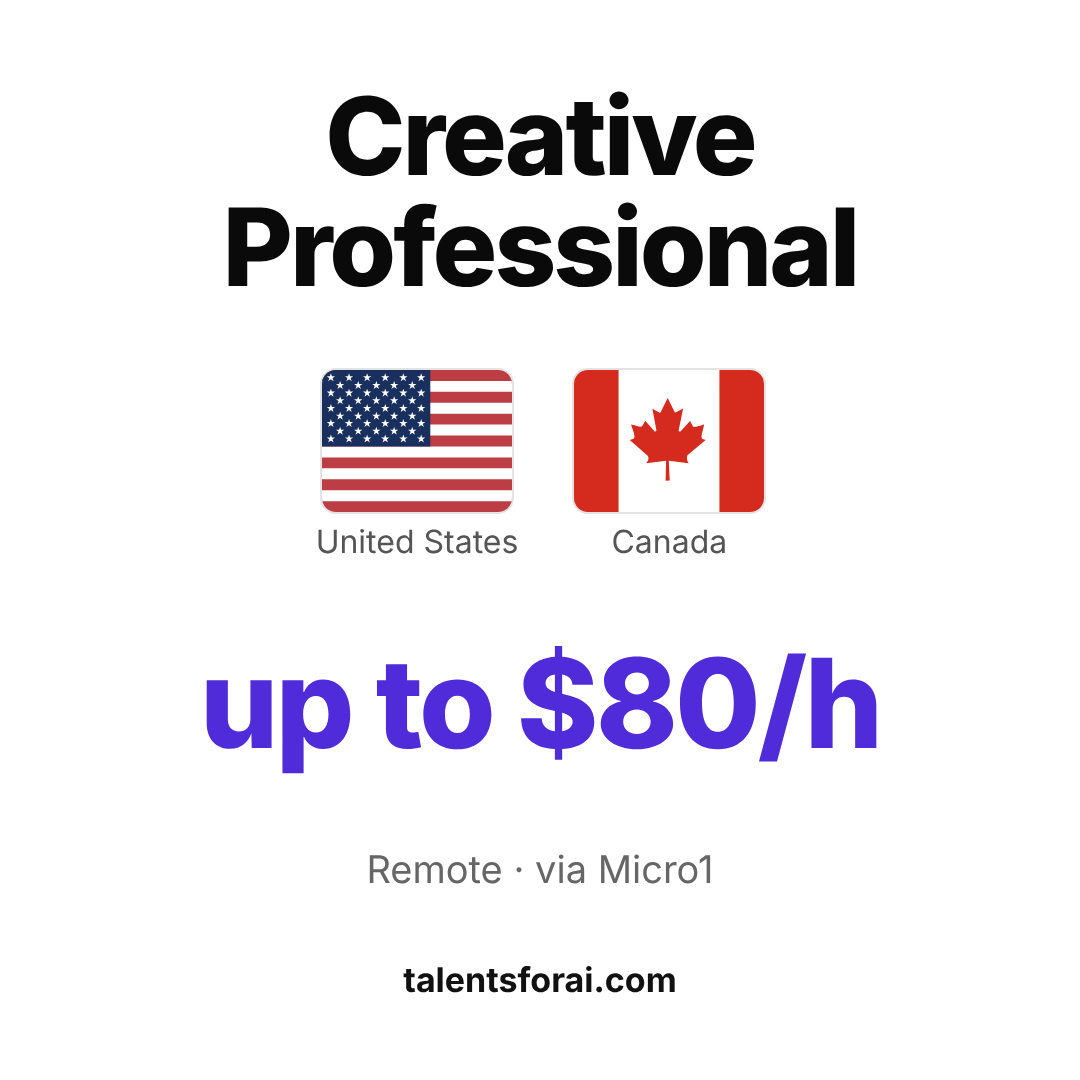 Creative
Professional
United States
Canada
up to $80/h
Remote · via Micro1
talentsforai.com